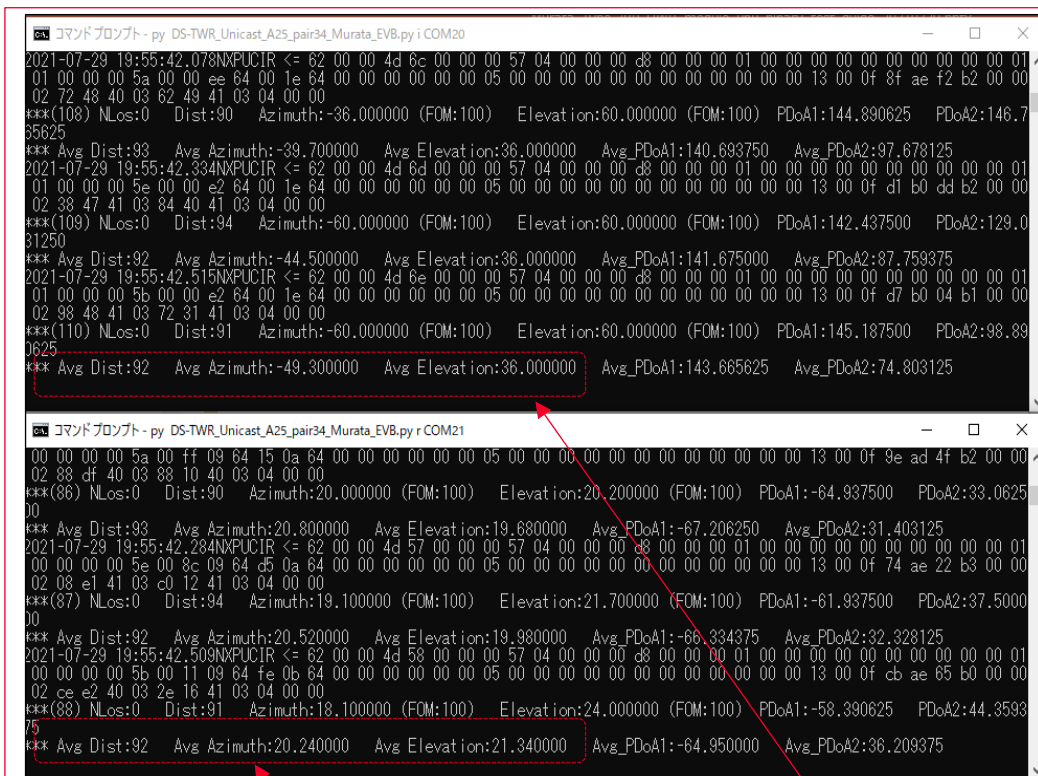 コマンドプロンプト - py DS-TWR_Unicast_A25_pair34_Murata_EVB.py i COM20
2021-07-29 19:55:42.078NXPUCIR <= 62 00 00 4d 6c 00 00 00 57 04 00 00 00 d8 00 00 00 01 00 00 00 00 00 00 00 00 00 01
01 00 00 00 5a 00 00 ee 64 00 1e 64 00 00 00 00 00 00 05 00 00 00 00 00 00 00 00 00 00 00 00 13 00 0f 8f ae f2 b2 00 00
02 72 48 40 03 62 49 41 03 04 00 00
***(108) NLos:0 Dist:90 Azimuth:-36.000000 (FOM:100) Elevation:60.000000 (FOM:100) PDoA1:144.890625 PDoA2:146.7
65625
*** Avg Dist:93 Avg Azimuth:-39.700000 Avg Elevation:36.000000 Avg_PDoA1:140.693750 Avg_PDoA2:97.678125
2021-07-29 19:55:42.334NXPUCIR <= 62 00 00 4d 6d 00 00 00 57 04 00 00 00 d8 00 00 00 01 00 00 00 00 00 00 00 00 00 01
01 00 00 00 5e 00 00 e2 64 00 1e 64 00 00 00 00 00 00 05 00 00 00 00 00 00 00 00 00 00 00 00 13 00 0f d1 b0 dd b2 00 00
02 38 47 41 03 84 40 41 03 04 00 00
***(109) NLos:0 Dist:94 Azimuth:-60.000000 (FOM:100) Elevation:60.000000 (FOM:100) PDoA1:142.437500 PDoA2:129.0
31250
*** Avg Dist:92 Avg Azimuth:-44.500000 Avg Elevation:36.000000 Avg_PDoA1:141.675000 Avg_PDoA2:87.759375
2021-07-29 19:55:42.515NXPUCIR <= 62 00 00 4d 6e 00 00 00 57 04 00 00 00 d8 00 00 00 01 00 00 00 00 00 00 00 00 00 01
01 00 00 00 5b 00 00 e2 64 00 1e 64 00 00 00 00 00 00 05 00 00 00 00 00 00 00 00 00 00 00 00 13 00 0f d7 b0 04 b1 00 00
02 98 48 41 03 72 31 41 03 04 00 00
***(110) NLos:0 Dist:91 Azimuth:-60.000000 (FOM:100) Elevation:60.000000 (FOM:100) PDoA1:145.187500 PDoA2:98.89
0625
*** Avg Dist:92 Avg Azimuth:-49.300000 Avg Elevation:36.000000 Avg_PDoA1:143.665625 Avg_PDoA2:74.803125
コマンドプロンプト - py DS-TWR_Unicast_A25_pair34_Murata_EVB.py r COM21
00 00 00 00 5a 00 ff 09 64 15 0a 64 00 00 00 00 00 00 05 00 00 00 00 00 00 00 00 00 00 00 00 13 00 0f 9e ad 4f b2 00 00
02 88 df 40 03 88 10 40 03 04 00 00
***(86) NLos:0 Dist:90 Azimuth:20.000000 (FOM:100) Elevation:20.200000 (FOM:100) PDoA1:-64.937500 PDoA2:33.0625
00
*** Avg Dist:93 Avg Azimuth:20.800000 Avg Elevation:19.680000 Avg_PDoA1:-67.206250 Avg_PDoA2:31.403125
2021-07-29 19:55:42.284NXPUCIR <= 62 00 00 4d 57 00 00 00 57 04 00 00 00 d8 00 00 00 01 00 00 00 00 00 00 00 00 00 01
00 00 00 00 5e 00 8c 09 64 d5 0a 64 00 00 00 00 00 00 05 00 00 00 00 00 00 00 00 00 00 00 00 13 00 0f 74 ae 22 b3 00 00
02 08 e1 41 03 c0 12 41 03 04 00 00
***(87) NLos:0 Dist:94 Azimuth:19.100000 (FOM:100) Elevation:21.700000 (FOM:100) PDoA1:-61.937500 PDoA2:37.5000
00
*** Avg Dist:92 Avg Azimuth:20.520000 Avg Elevation:19.980000 Avg_PDoA1:-66.334375 Avg_PDoA2:32.328125
2021-07-29 19:55:42.509NXPUCIR <= 62 00 00 4d 58 00 00 00 57 04 00 00 00 d8 00 00 00 01 00 00 00 00 00 00 00 00 00 01
00 00 00 00 5b 00 11 09 64 fe 0b 64 00 00 00 00 00 00 05 00 00 00 00 00 00 00 00 00 00 00 00 13 00 0f cb ae 65 b0 00 00
02 ce e2 40 03 2e 16 41 03 04 00 00
***(88) NLos:0 Dist:91 Azimuth:18.100000 (FOM:100) Elevation:24.000000 (FOM:100) PDoA1:-58.390625 PDoA2:44.3593
75
*** Avg Dist:92 Avg Azimuth:20.240000 Avg Elevation:21.340000 Avg_PDoA1:-64.950000 Avg_PDoA2:36.209375